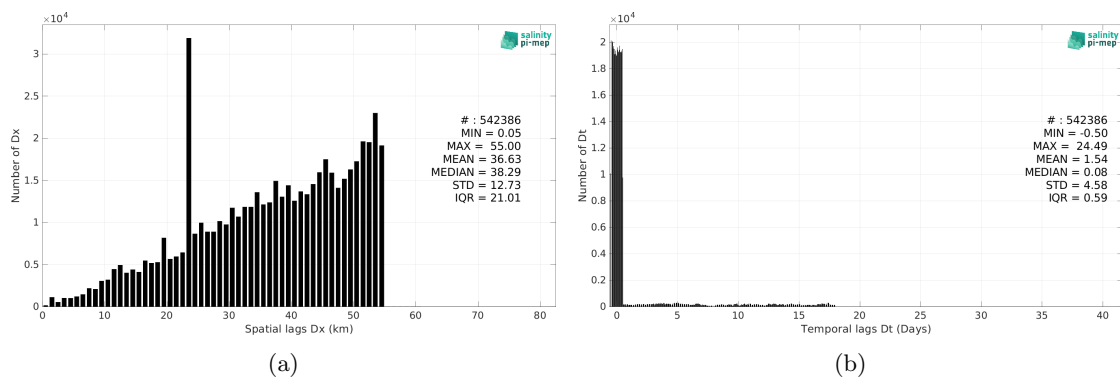 ×10⁴
3
2.5
2
1.5
1
0.5
0
0 10 20 30 40 50 60 70 80
Number of Dx
Spatial lags Dx (km)
salinity
pi-mep
# : 542386
MIN = 0.05
MAX = 55.00
MEAN = 36.63
MEDIAN = 38.29
STD = 12.73
IQR = 21.01
(a)
×10⁴
2
1.8
1.6
1.4
1.2
1
0.8
0.6
0.4
0.2
0
0 5 10 15 20 25 30 35 40
Number of Dt
Temporal lags Dt (Days)
salinity
pi-mep
# : 542386
MIN = -0.50
MAX = 24.49
MEAN = 1.54
MEDIAN = 0.08
STD = 4.58
IQR = 0.59
(b)